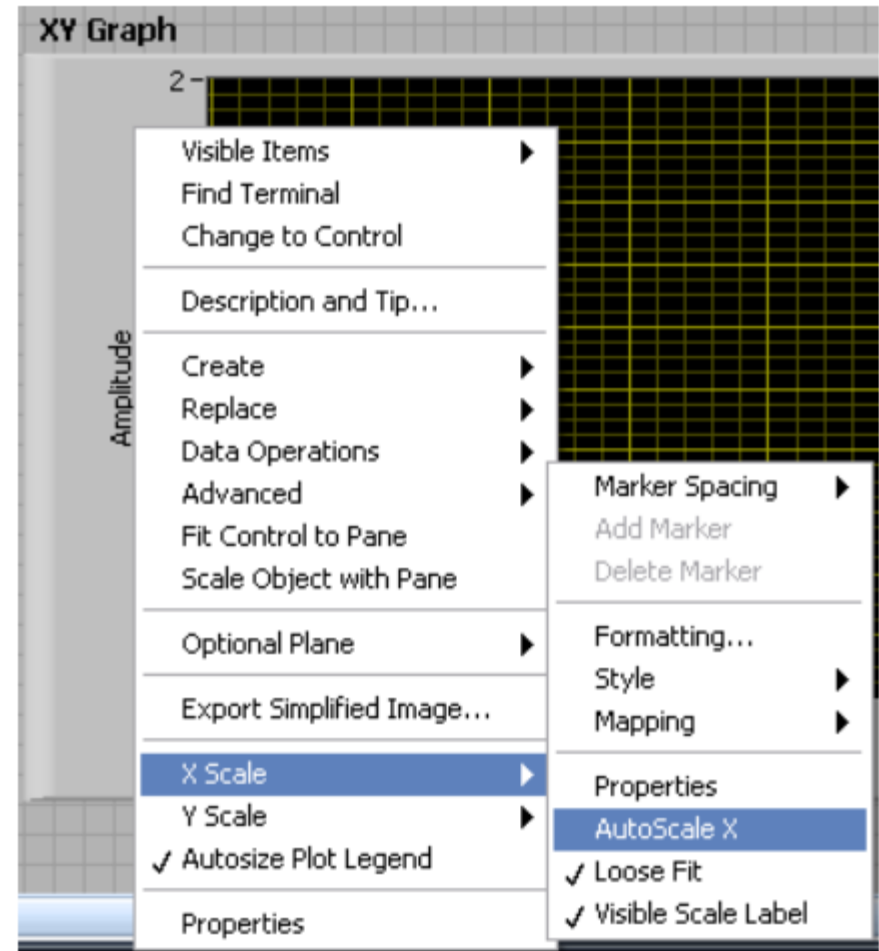 XY Graph
2
Amplitude
Visible Items
Find Terminal
Change to Control
Description and Tip...
Create
Replace
Data Operations
Advanced
Fit Control to Pane
Scale Object with Pane
Optional Plane
Export Simplified Image...
X Scale
Y Scale
Autosize Plot Legend
Properties
Marker Spacing
Add Marker
Delete Marker
Formatting...
Style
Mapping
Properties
AutoScale X
Loose Fit
Visible Scale Label